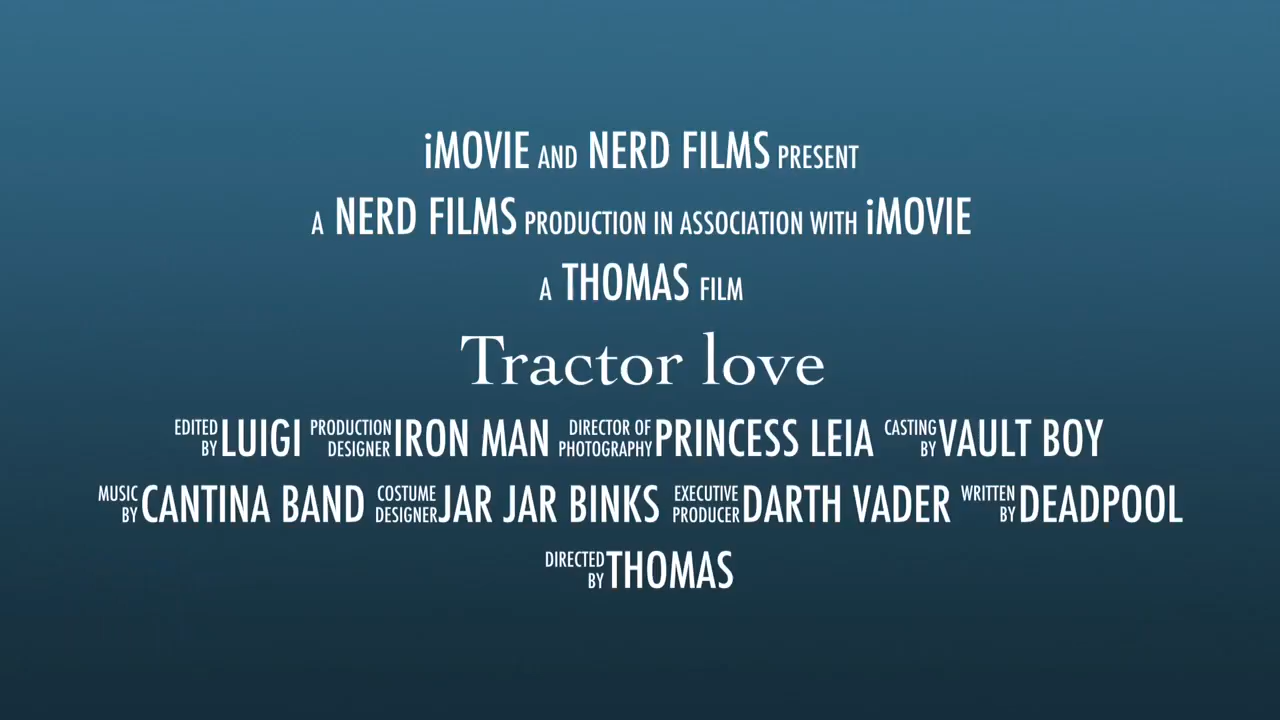 iMOVIE AND NERD FILMS PRESENT
A NERD FILMS PRODUCTION IN ASSOCIATION WITH iMOVIE
A THOMAS FILM
Tractor love
EDITED BY LUIGI PRODUCTION DESIGNER IRON MAN DIRECTOR OF PHOTOGRAPHY PRINCESS LEIA CASTING BY VAULT BOY
MUSIC BY CANTINA BAND COSTUME DESIGNER JAR JAR BINKS EXECUTIVE PRODUCER DARTH VADER WRITTEN BY DEADPOOL
DIRECTED BY THOMAS